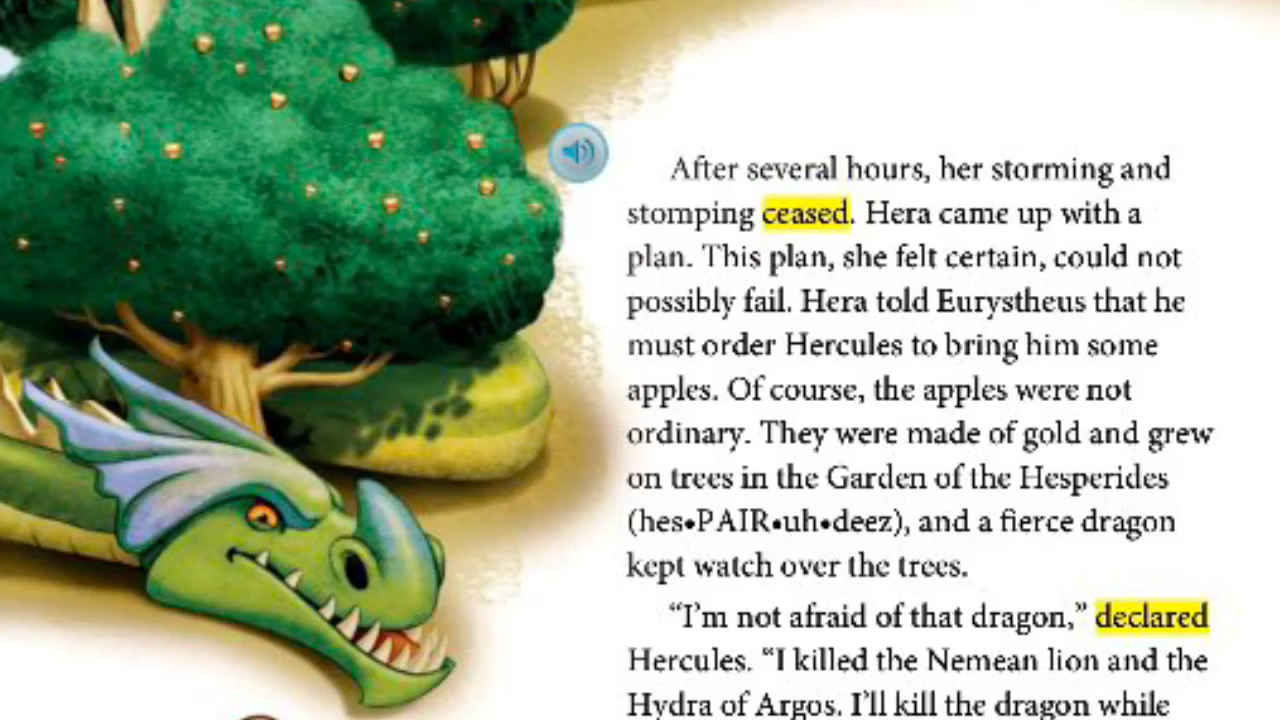 After several hours, her storming and
stomping ceased. Hera came up with a
plan. This plan, she felt certain, could not
possibly fail. Hera told Eurystheus that he
must order Hercules to bring him some
apples. Of course, the apples were not
ordinary. They were made of gold and grew
on trees in the Garden of the Hesperides
(hes•PAIR•uh•deez), and a fierce dragon
kept watch over the trees.
“I’m not afraid of that dragon,” declared
Hercules. “I killed the Nemean lion and the
Hydra of Argos. I’ll kill the dragon while